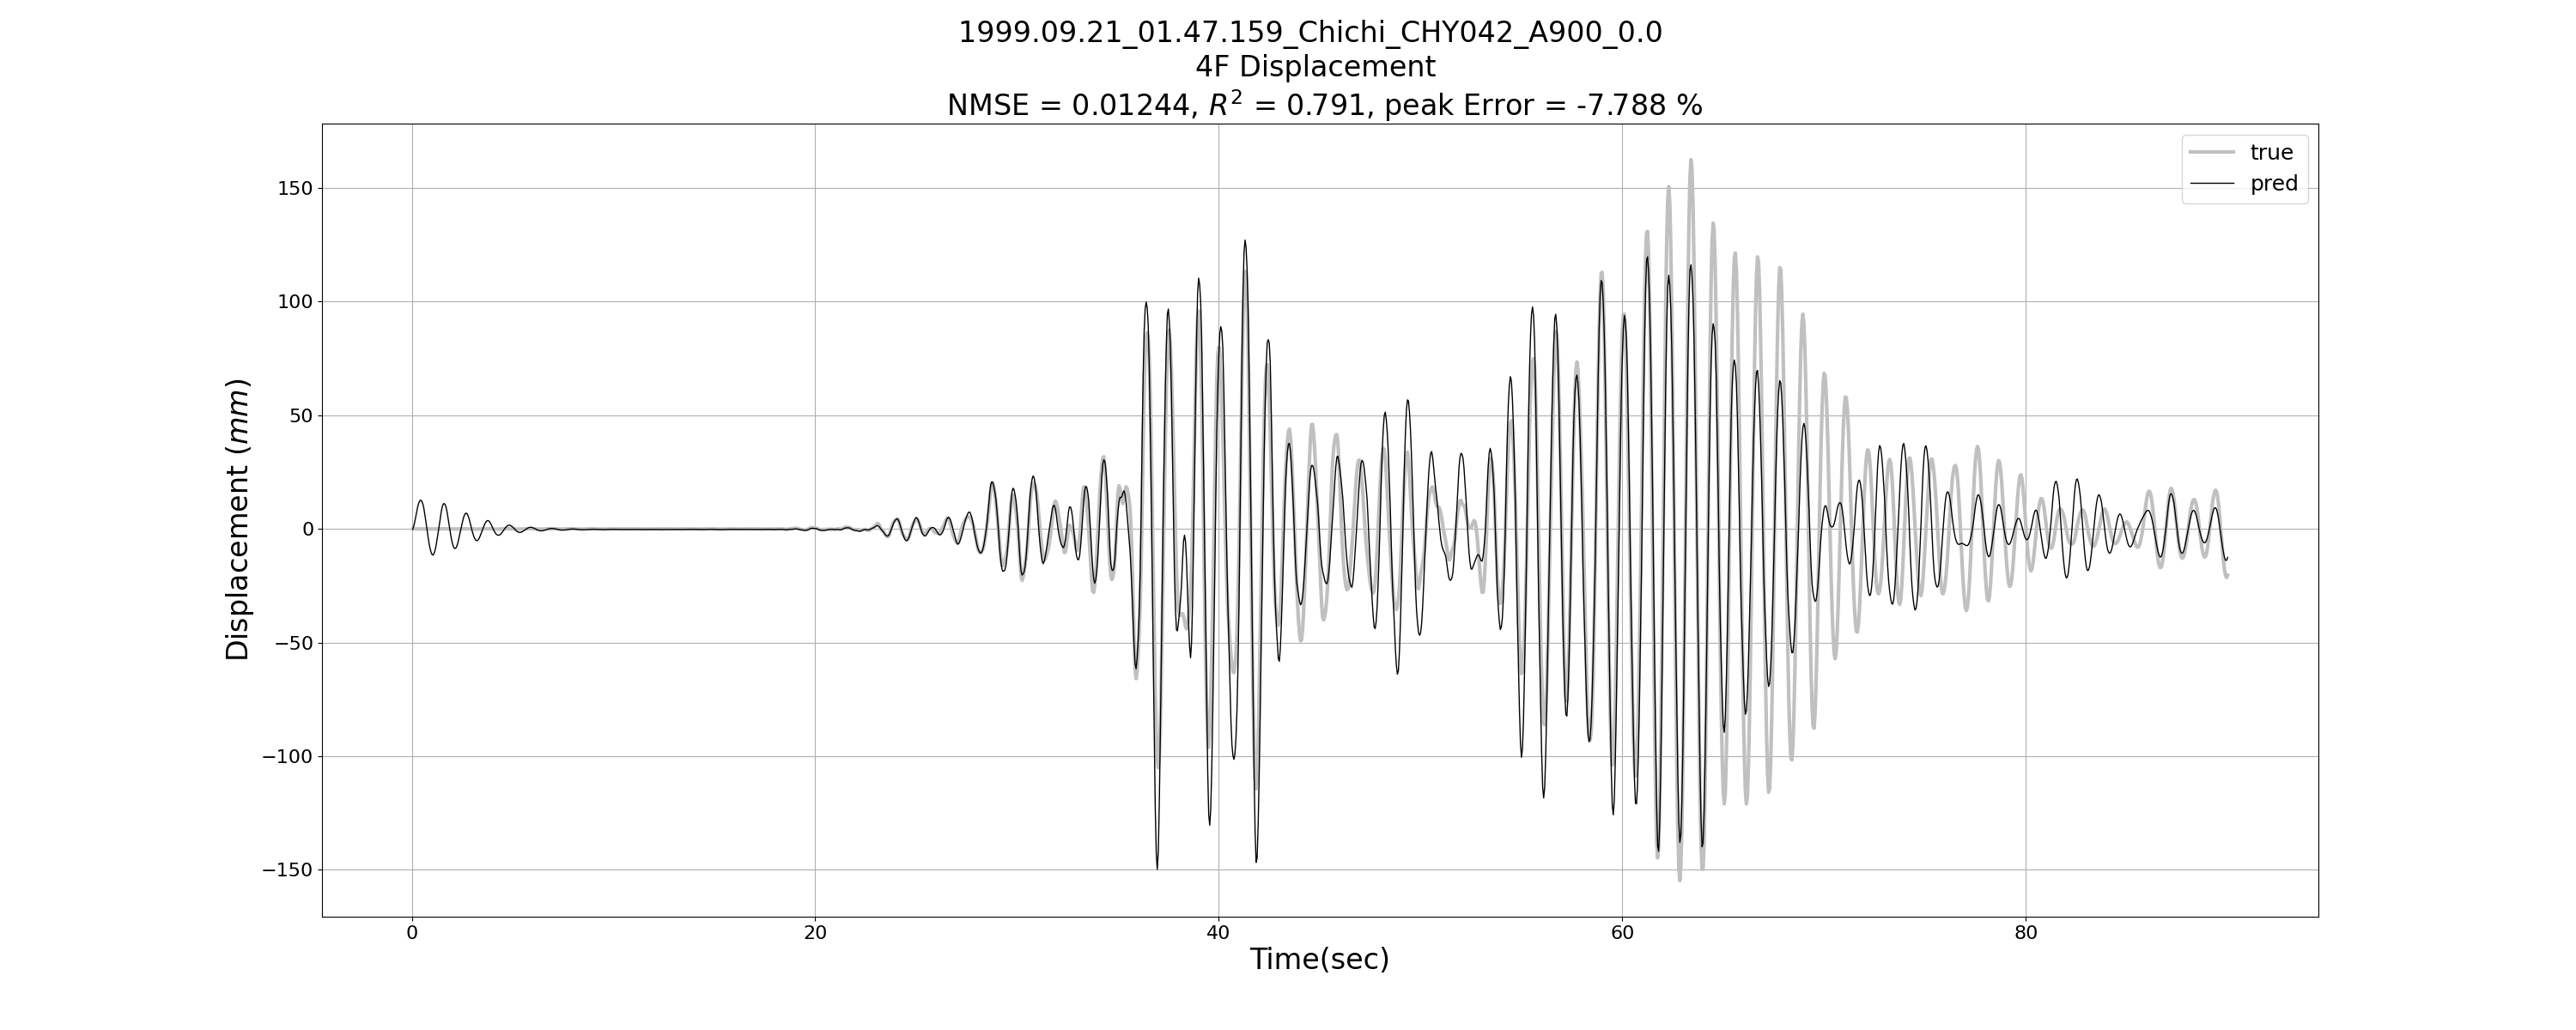 1999.09.21_01.47.159_Chichi_CHY042_A900_0.0
4F Displacement
NMSE = 0.01244, R² = 0.791, peak Error = -7.788 %
true
pred
Displacement (mm)
150
100
50
0
−50
−100
−150
0
20
40
60
80
Time(sec)